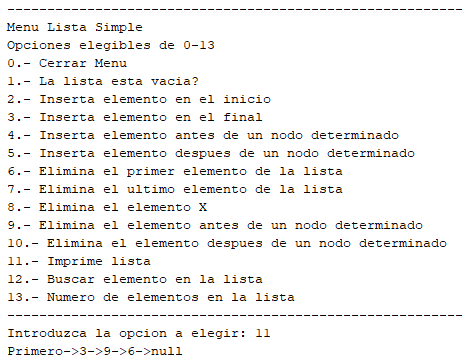 ---------------------------------------------------------
Menu Lista Simple
Opciones elegibles de 0-13
0.- Cerrar Menu
1.- La lista esta vacia?
2.- Inserta elemento en el inicio
3.- Inserta elemento en el final
4.- Inserta elemento antes de un nodo determinado
5.- Inserta elemento despues de un nodo determinado
6.- Elimina el primer elemento de la lista
7.- Elimina el ultimo elemento de la lista
8.- Elimina el elemento X
9.- Elimina el elemento antes de un nodo determinado
10.- Elimina el elemento despues de un nodo determinado
11.- Imprime lista
12.- Buscar elemento en la lista
13.- Numero de elementos en la lista
---------------------------------------------------------
Introduzca la opcion a elegir: 11
Primero->3->9->6->null